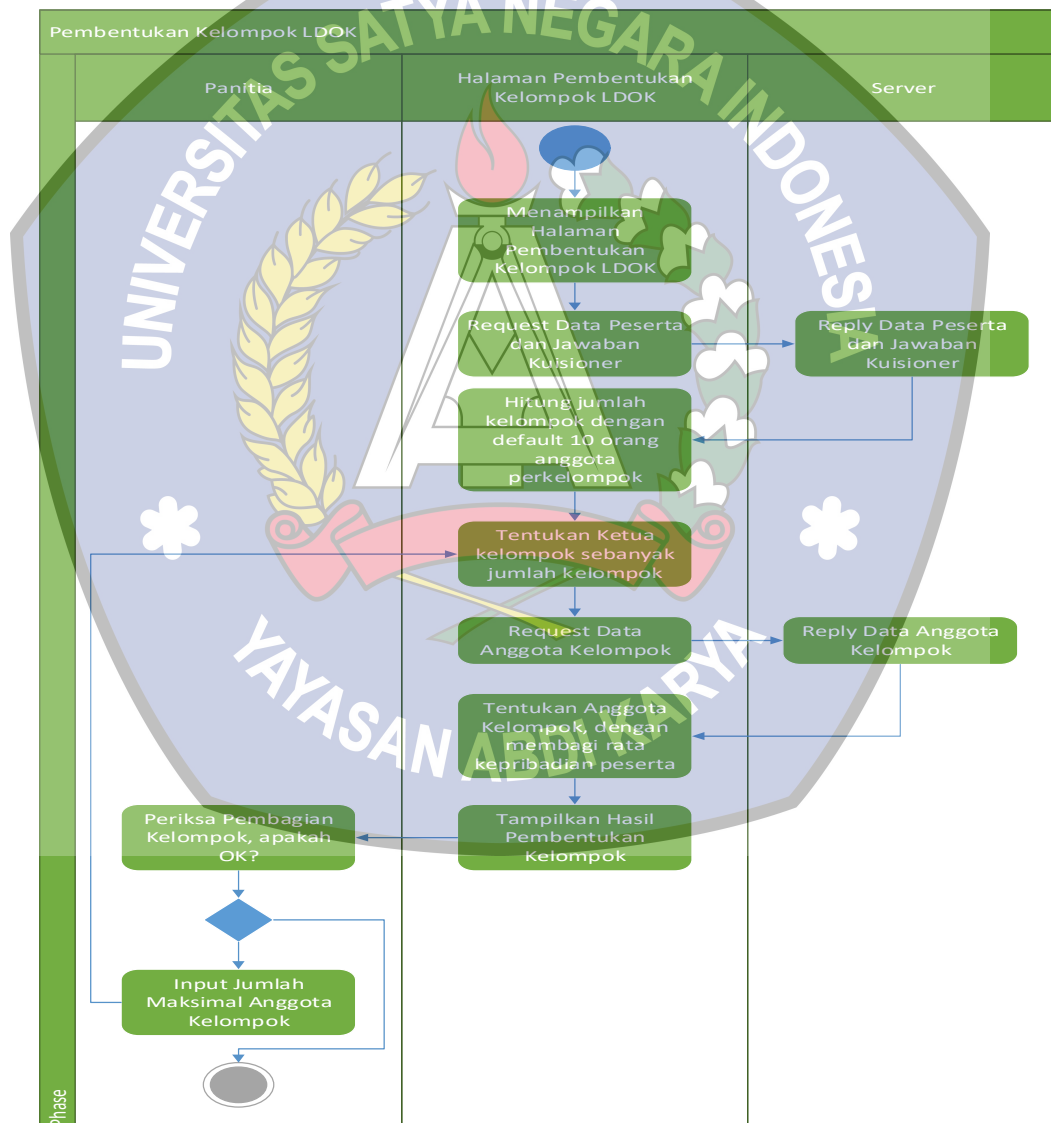 Pembentukan Kelompok LDOK
Panitia
Halaman Pembentukan
Kelompok LDOK
Server
Menampilkan
Halaman
Pembentukan
Kelompok LDOK
Request Data Peserta
dan Jawaban
Kuisioner
Reply Data Peserta
dan Jawaban
Kuisioner
Hitung jumlah
kelompok dengan
default 10 orang
anggota
perkelompok
Tentukan Ketua
kelompok sebanyak
jumlah kelompok
Request Data
Anggota Kelompok
Reply Data Anggota
Kelompok
Tentukan Anggota
Kelompok, dengan
membagi rata
kepribadian peserta
Periksa Pembagian
Kelompok, apakah
OK?
Tampilkan Hasil
Pembentukan
Kelompok
Input Jumlah
Maksimal Anggota
Kelompok
Phase
UNIVERSITAS SATYA NEGARA INDONESIA
YAYASAN ABDI KARYA